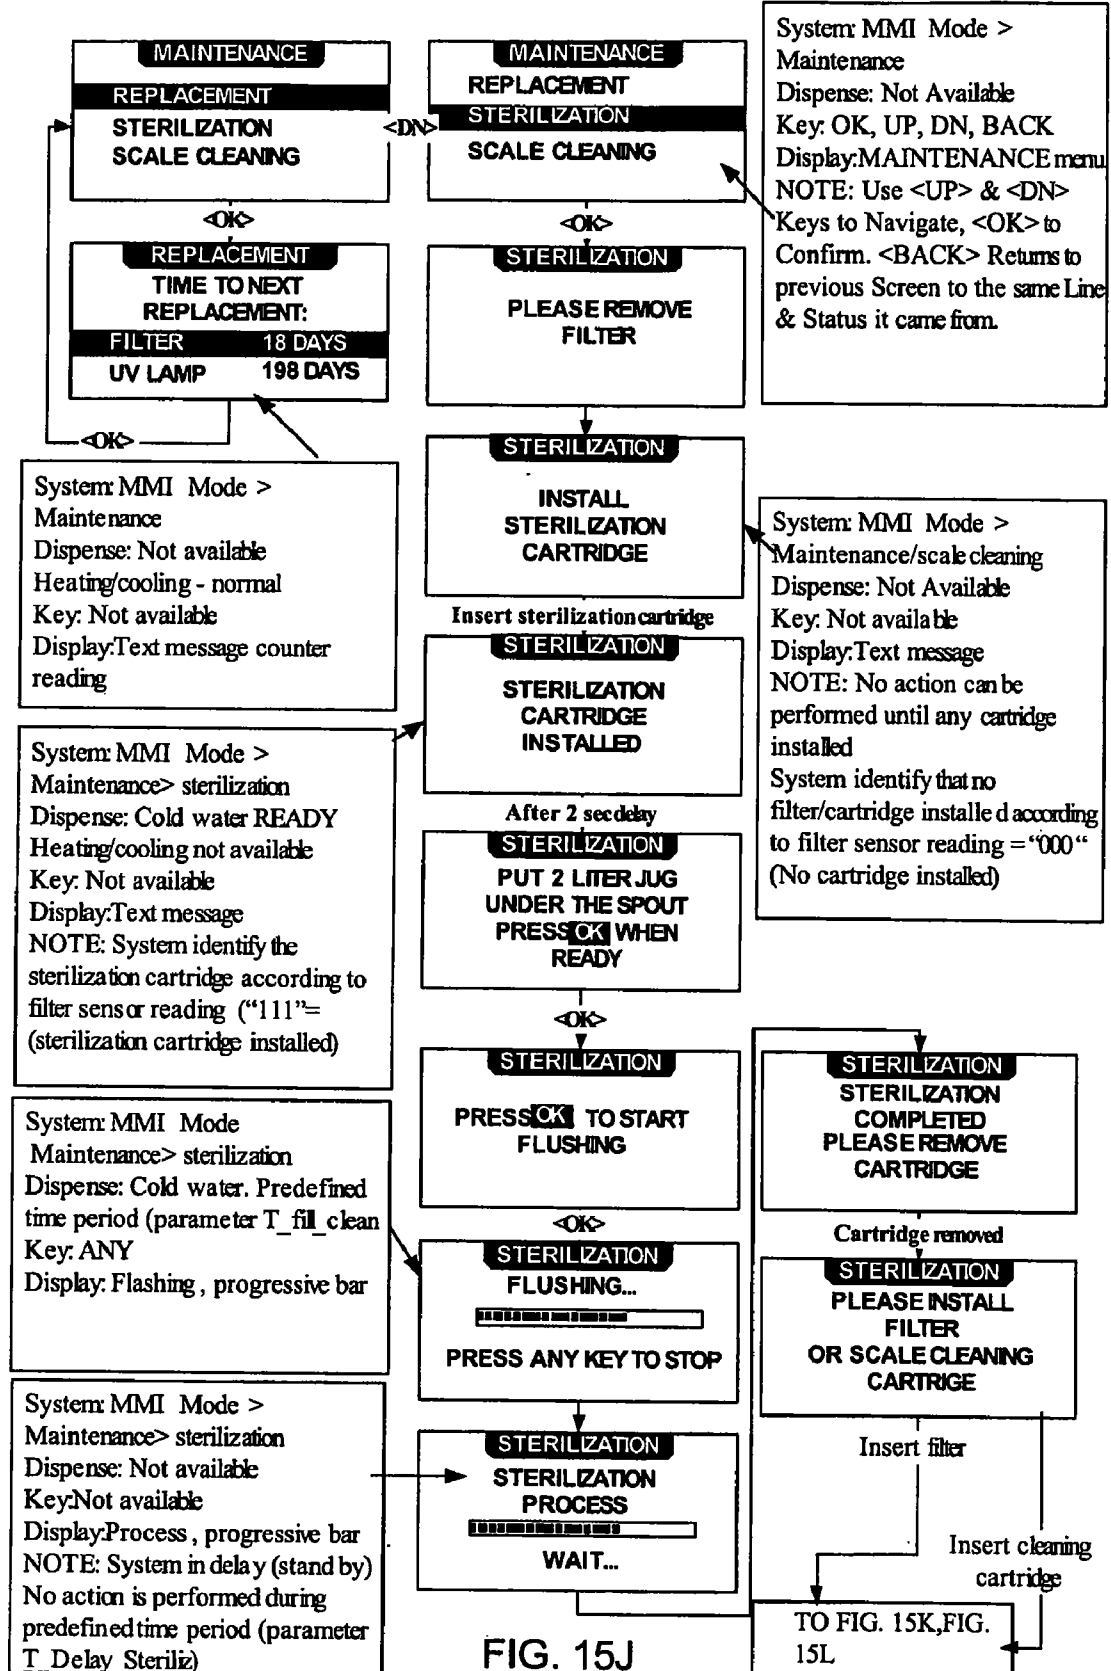 MAINTENANCE
REPLACEMENT
STERILIZATION
SCALE CLEANING
<DN>
MAINTENANCE
REPLACEMENT
STERILIZATION
SCALE CLEANING
System: MMI Mode >
Maintenance
Dispense: Not Available
Key: OK, UP, DN, BACK
Display:MAINTENANCE menu
NOTE: Use <UP> & <DN>
Keys to Navigate, <OK> to
Confirm. <BACK> Returns to
previous Screen to the same Line
& Status it came from.
<OK>
REPLACEMENT
TIME TO NEXT
REPLACEMENT:
FILTER 18 DAYS
UV LAMP 198 DAYS
<OK>
<OK>
STERILIZATION
PLEASE REMOVE
FILTER
System: MMI Mode >
Maintenance
Dispense: Not available
Heating/cooling - normal
Key: Not available
Display:Text message counter
reading
STERILIZATION
INSTALL
STERILIZATION
CARTRIDGE
System: MMI Mode >
Maintenance/scale cleaning
Dispense: Not Available
Key: Not available
Display:Text message
NOTE: No action can be
performed until any cartridge
installed
System identify that no
filter/cartridge installed according
to filter sensor reading = "000"
(No cartridge installed)
Insert sterilization cartridge
STERILIZATION
STERILIZATION
CARTRIDGE
INSTALLED
System: MMI Mode >
Maintenance> sterilization
Dispense: Cold water READY
Heating/cooling not available
Key: Not available
Display:Text message
NOTE: System identify the
sterilization cartridge according to
filter sensor reading ("111"=
(sterilization cartridge installed)
After 2 sec delay
STERILIZATION
PUT 2 LITER JUG
UNDER THE SPOUT
PRESS OK WHEN
READY
<OK>
STERILIZATION
PRESS OK TO START
FLUSHING
<OK>
System: MMI Mode
Maintenance> sterilization
Dispense: Cold water. Predefined
time period (parameter T_fill_clean
Key: ANY
Display: Flashing , progressive bar
STERILIZATION
FLUSHING...
PRESS ANY KEY TO STOP
System: MMI Mode >
Maintenance> sterilization
Dispense: Not available
Key:Not available
Display:Process , progressive bar
NOTE: System in delay (stand by)
No action is performed during
predefined time period (parameter
T_Delay_Steriliz)
STERILIZATION
STERILIZATION
PROCESS
WAIT...
STERILIZATION
STERILIZATION
COMPLETED
PLEASE REMOVE
CARTRIDGE
Cartridge removed
STERILIZATION
PLEASE INSTALL
FILTER
OR SCALE CLEANING
CARTRIGE
Insert filter
Insert cleaning
cartridge
TO FIG. 15K,FIG.
15L
FIG. 15J